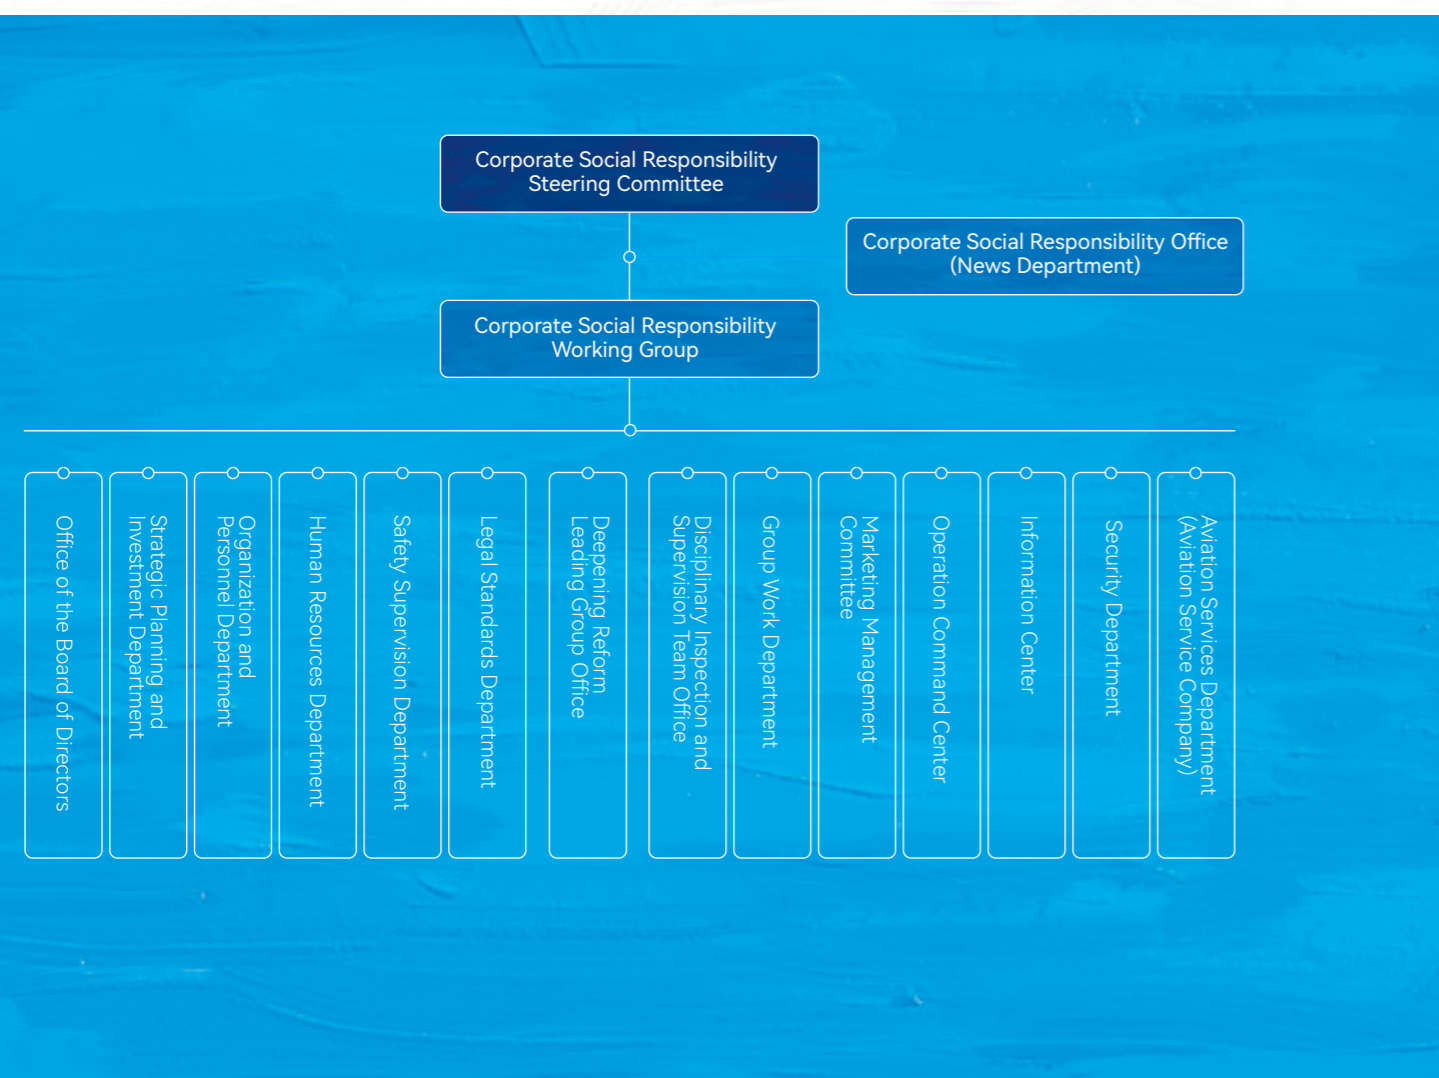 Corporate Social Responsibility
Steering Committee
Corporate Social Responsibility Office
(News Department)
Corporate Social Responsibility
Working Group
Office of the Board of Directors
Strategic Planning and
Investment Department
Organization and
Personnel Department
Human Resources Department
Safety Supervision Department
Legal Standards Department
Deepening Reform
Leading Group Office
Disciplinary Inspection and
Supervision Team Office
Group Work Department
Marketing Management
Committee
Operation Command Center
Information Center
Security Department
Aviation Services Department
(Aviation Service Company)